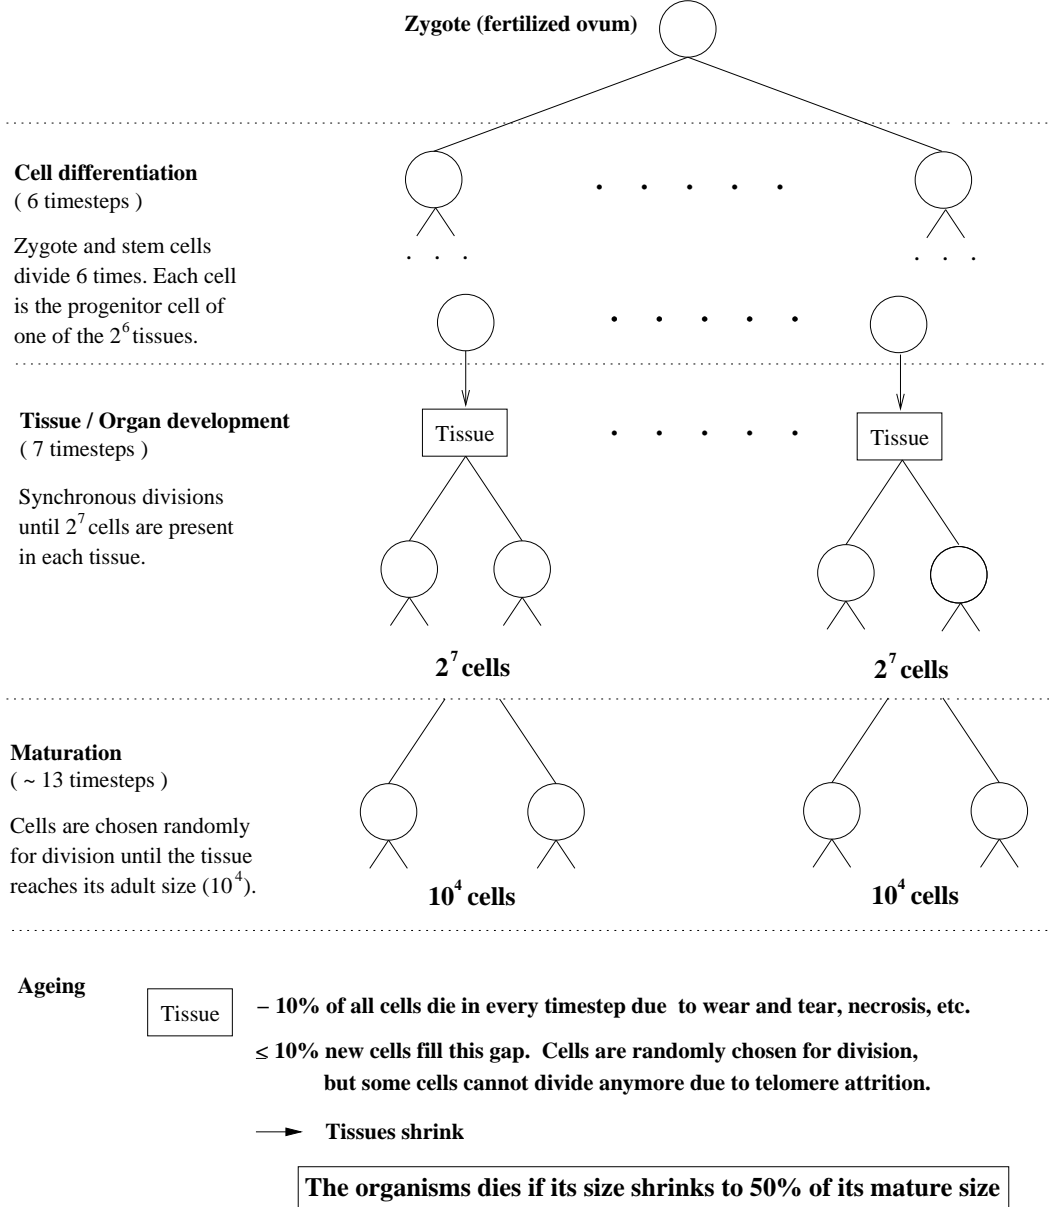 Zygote (fertilized ovum)
Cell differentiation
( 6 timesteps )
Zygote and stem cells
divide 6 times. Each cell
is the progenitor cell of
one of the 2^6 tissues.
Tissue / Organ development
( 7 timesteps )
Synchronous divisions
until 2^7 cells are present
in each tissue.
Tissue
Tissue
2^7 cells
2^7 cells
Maturation
( ~ 13 timesteps )
Cells are chosen randomly
for division until the tissue
reaches its adult size (10^4).
10^4 cells
10^4 cells
Ageing
Tissue
– 10% of all cells die in every timestep due to wear and tear, necrosis, etc.
≤ 10% new cells fill this gap. Cells are randomly chosen for division,
but some cells cannot divide anymore due to telomere attrition.
Tissues shrink
The organisms dies if its size shrinks to 50% of its mature size